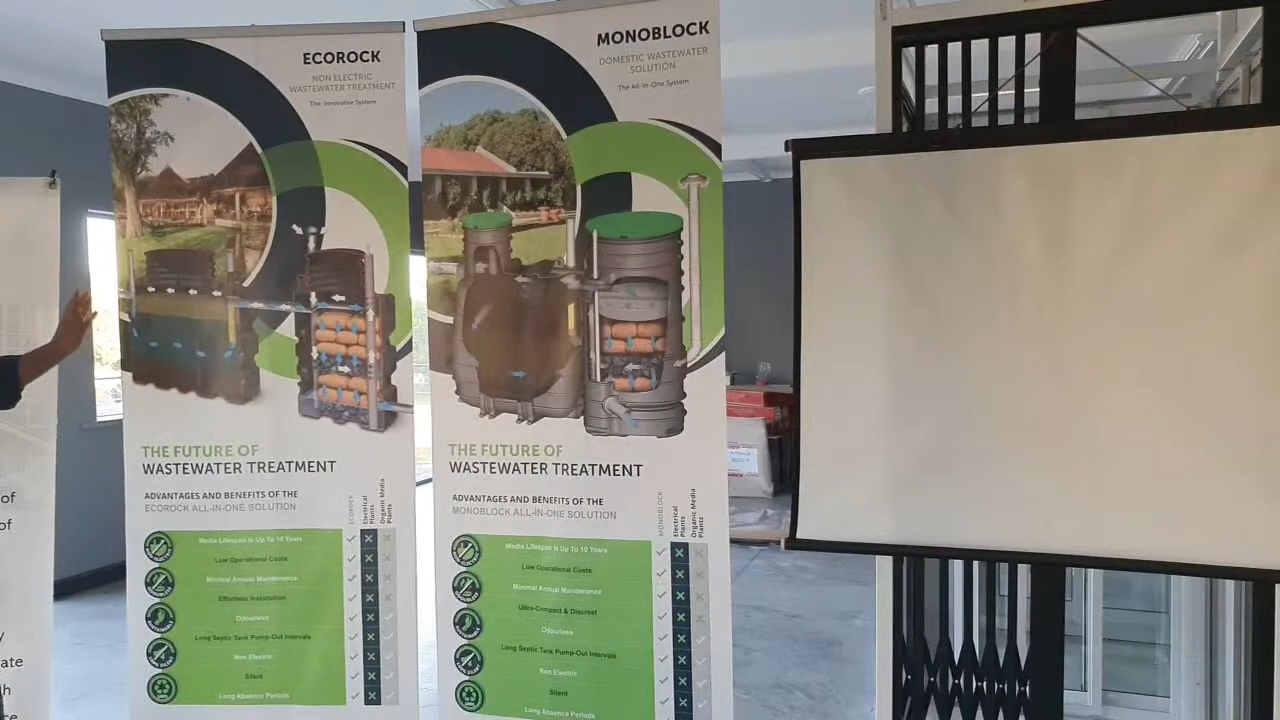 ECOROCK
NON ELECTRIC
WASTEWATER TREATMENT
The Innovative System
THE FUTURE OF
WASTEWATER TREATMENT
ADVANTAGES AND BENEFITS OF THE
ECOROCK ALL-IN-ONE SOLUTION
ECOROCK
Electrical
Plants
Organic Media
Plants
Media Lifespan Is Up To 10 Years
Low Operational Costs
Minimal Annual Maintenance
Effortless Installation
Odourless
Long Septic Tank Pump-Out Intervals
Non Electric
Silent
Long Absence Periods
MONOBLOCK
DOMESTIC WASTEWATER
SOLUTION
The All-In-One System
THE FUTURE OF
WASTEWATER TREATMENT
ADVANTAGES AND BENEFITS OF THE
MONOBLOCK ALL-IN-ONE SOLUTION
MONOBLOCK
Electrical
Plants
Organic Media
Plants
Media Lifespan Is Up To 10 Years
Low Operational Costs
Minimal Annual Maintenance
Ultra-Compact & Discreet
Odourless
Long Septic Tank Pump-Out Intervals
Non Electric
Silent
Long Absence Periods
of
of